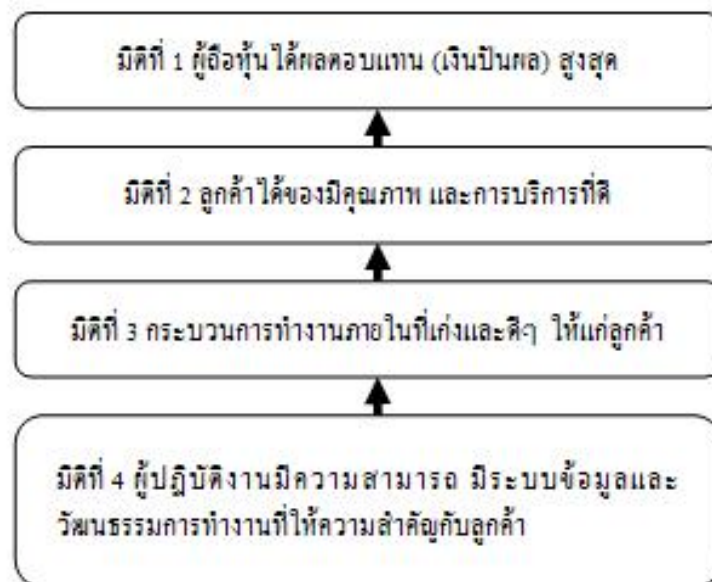 มิติที่ 1 ผู้ถือหุ้นได้ผลตอบแทน (เงินปันผล) สูงสุด
มิติที่ 2 ลูกค้าได้ของมีคุณภาพ และการบริการที่ดี
มิติที่ 3 กระบวนการทำงานภายในที่เก่งและดีๆ ให้แก่ลูกค้า
มิติที่ 4 ผู้ปฏิบัติงานมีความสามารถ มีระบบข้อมูลและ
วัฒนธรรมการทำงานที่ให้ความสำคัญกับลูกค้า